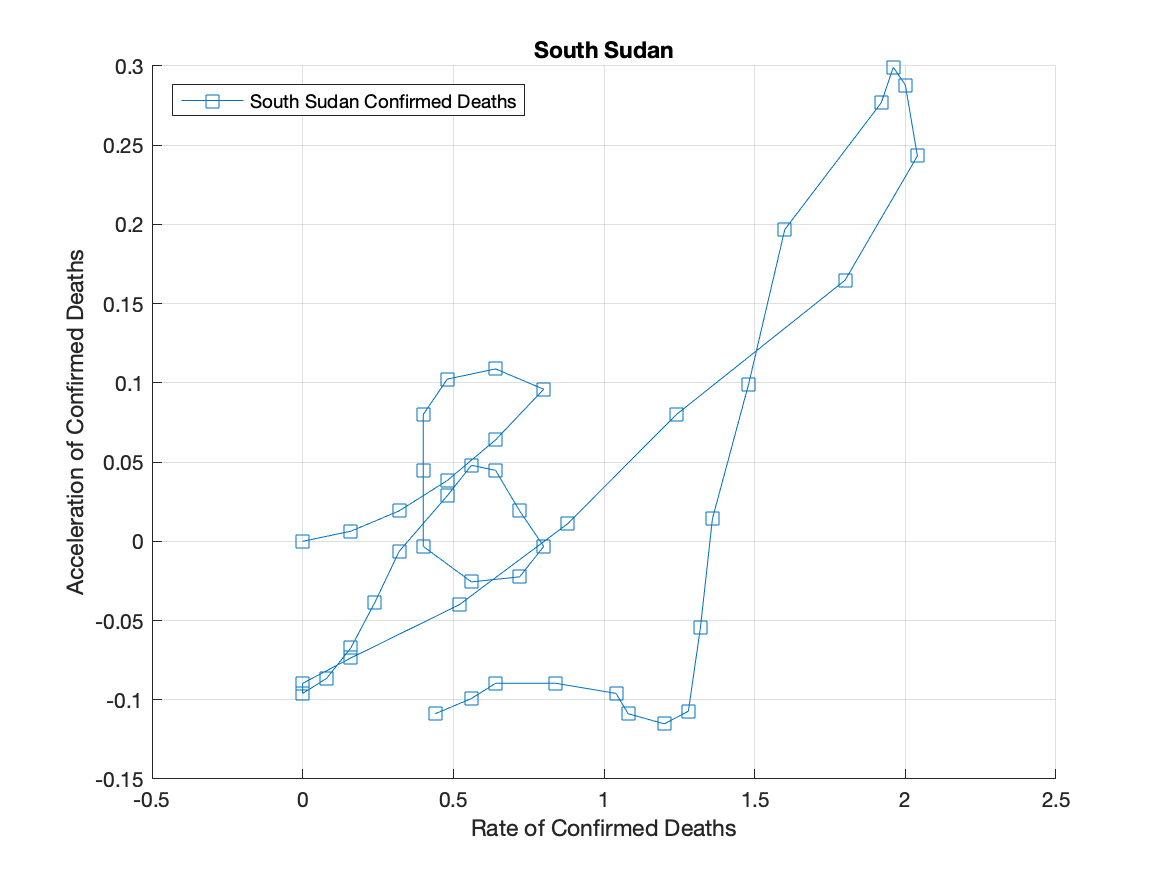 South Sudan
South Sudan Confirmed Deaths
0.3
0.25
0.2
0.15
0.1
0.05
0
-0.05
-0.1
-0.15
Acceleration of Confirmed Deaths
-0.5 0 0.5 1 1.5 2 2.5
Rate of Confirmed Deaths